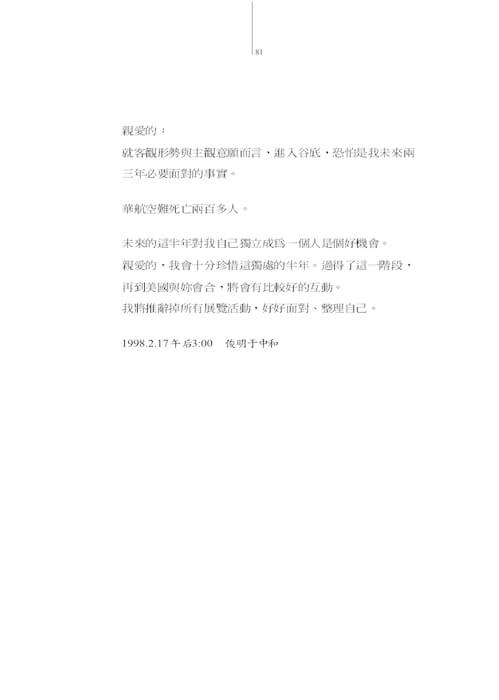 81
親愛的：
就客觀形勢與主觀意願而言，進入谷底，恐怕是我未來兩
三年必要面對的事實。
華航空難死亡兩百多人。
未來的這半年對我自己獨立成爲一個人是個好機會。
親愛的，我會十分珍惜這獨處的半年。過得了這一階段，
再到美國與妳會合，將會有比較好的互動。
我將推辭掉所有展覽活動，好好面對、整理自己。
1998.2.17午后3:00　俊明于中和